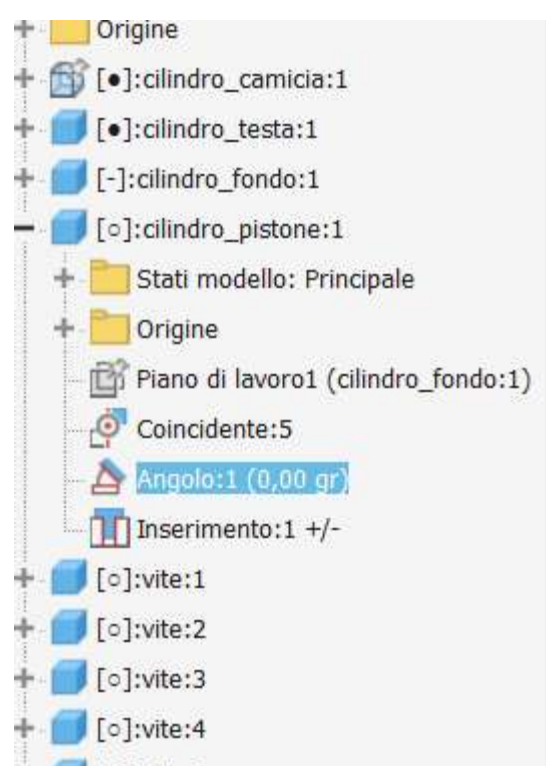 Origine
[●]:cilindro_camicia:1
[●]:cilindro_testa:1
[-]:cilindro_fondo:1
[○]:cilindro_pistone:1
Stati modello: Principale
Origine
Piano di lavoro1 (cilindro_fondo:1)
Coincidente:5
Angolo:1 (0,00 gr)
Inserimento:1 +/-
[○]:vite:1
[○]:vite:2
[○]:vite:3
[○]:vite:4